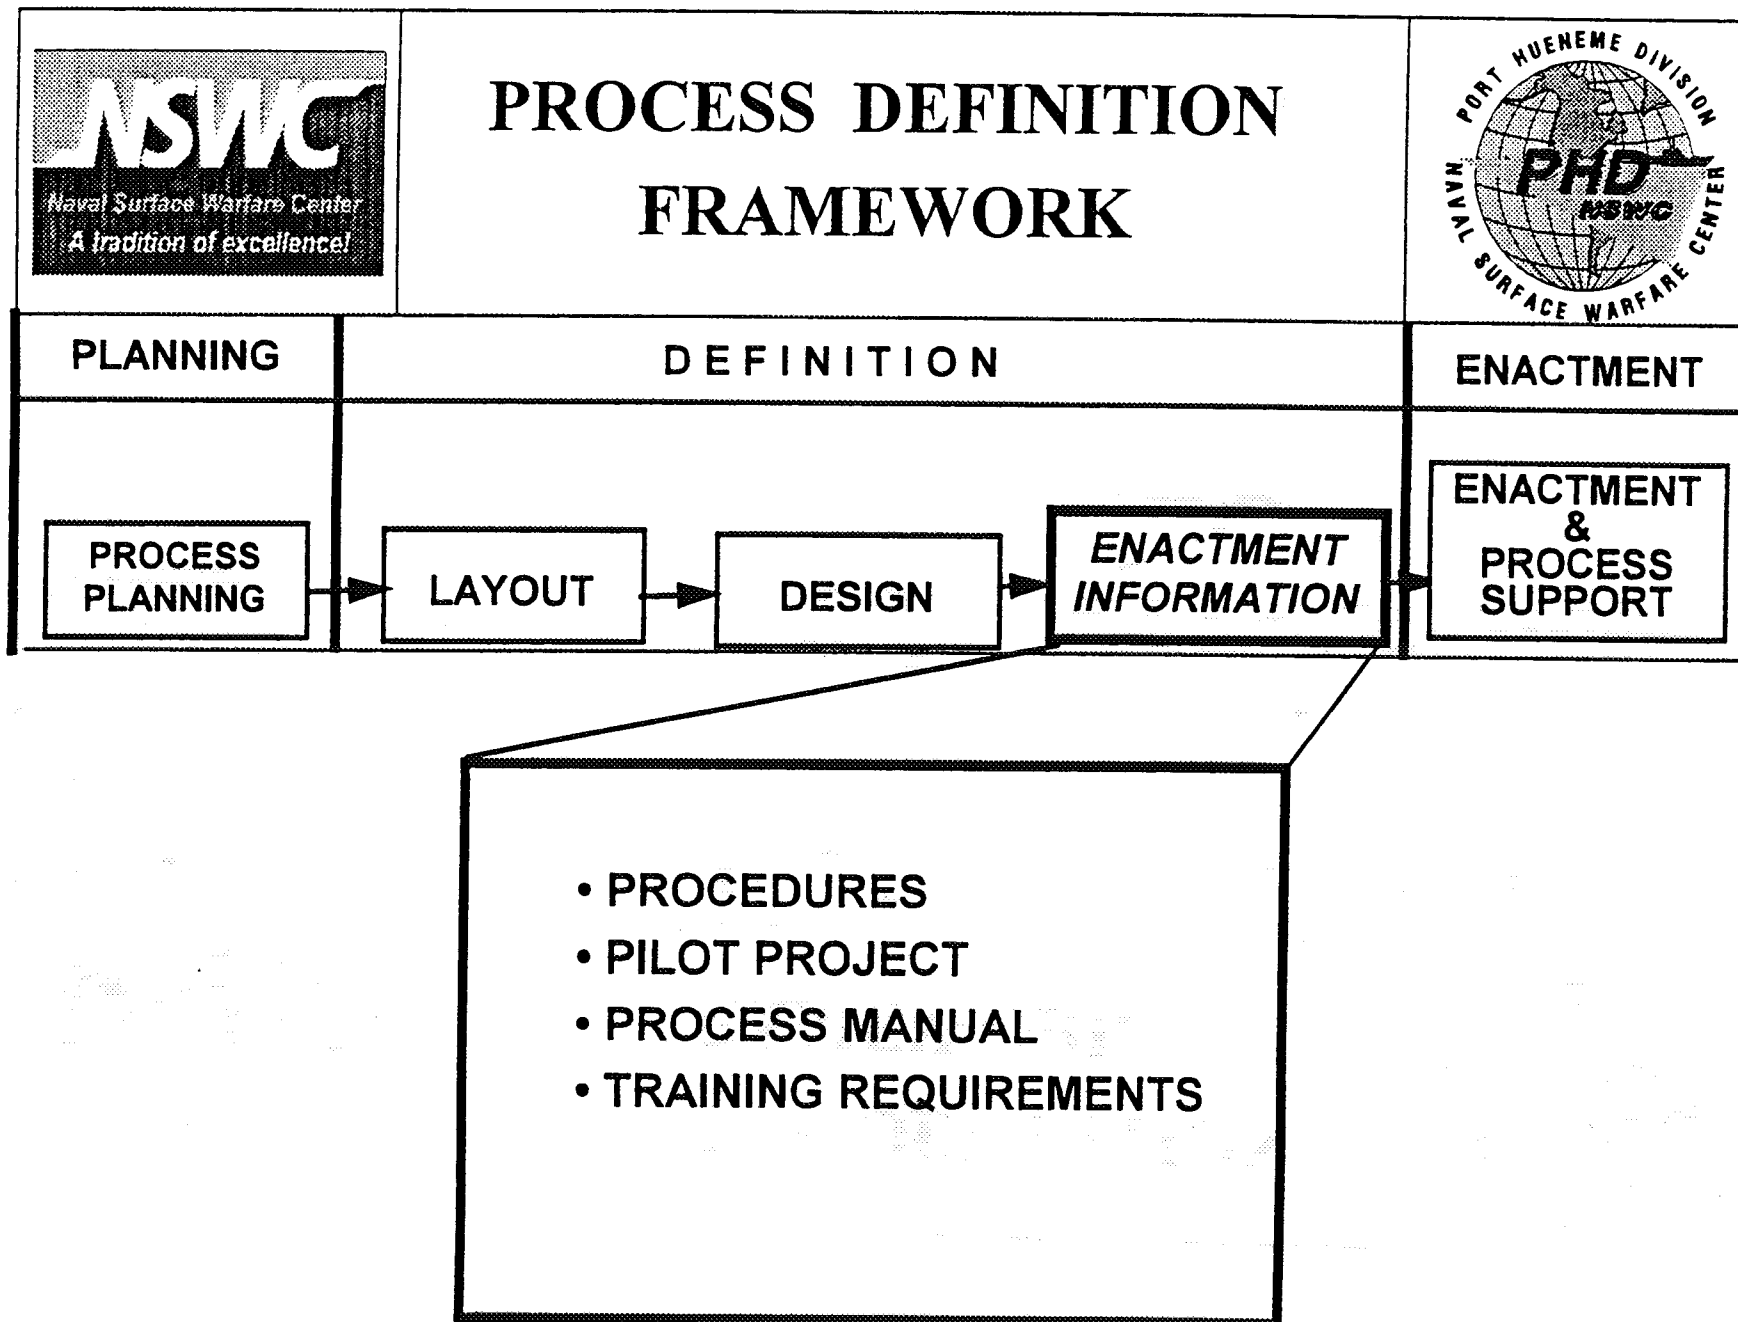 NSWC
Naval Surface Warfare Center
A tradition of excellence!
PROCESS DEFINITION
FRAMEWORK
PORT HUENEME DIVISION
PHD
NSWC
NAVAL SURFACE WARFARE CENTER
PLANNING
DEFINITION
ENACTMENT
PROCESS
PLANNING
LAYOUT
DESIGN
ENACTMENT
INFORMATION
ENACTMENT
&
PROCESS
SUPPORT
• PROCEDURES
• PILOT PROJECT
• PROCESS MANUAL
• TRAINING REQUIREMENTS